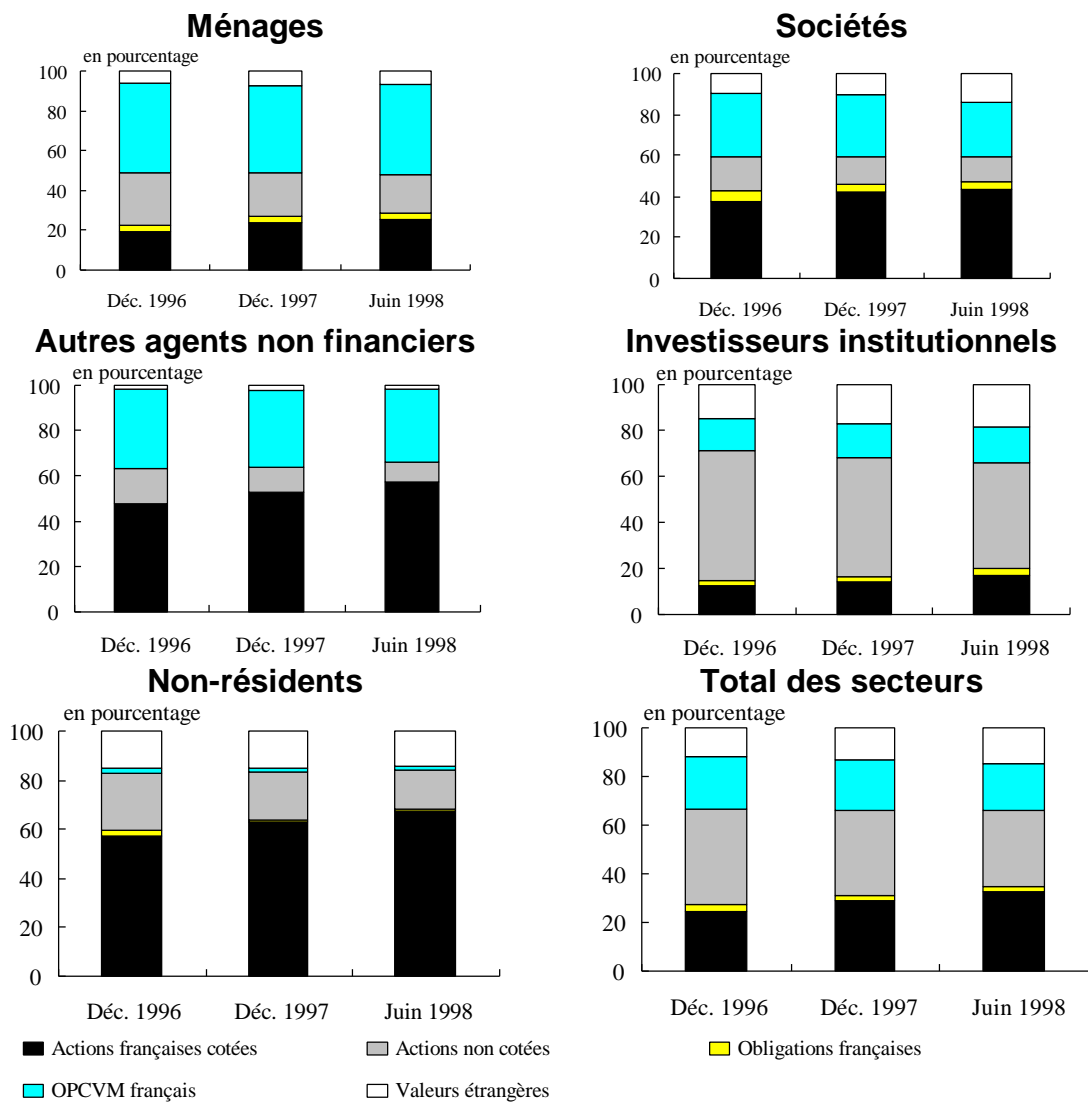 Ménages
en pourcentage
100
80
60
40
20
0
Déc. 1996 Déc. 1997 Juin 1998
Sociétés
en pourcentage
100
80
60
40
20
0
Déc. 1996 Déc. 1997 Juin 1998
Autres agents non financiers
en pourcentage
100
80
60
40
20
0
Déc. 1996 Déc. 1997 Juin 1998
Investisseurs institutionnels
en pourcentage
100
80
60
40
20
0
Déc. 1996 Déc. 1997 Juin 1998
Non-résidents
en pourcentage
100
80
60
40
20
0
Déc. 1996 Déc. 1997 Juin 1998
Total des secteurs
en pourcentage
100
80
60
40
20
0
Déc. 1996 Déc. 1997 Juin 1998
Actions françaises cotées Actions non cotées Obligations françaises
OPCVM français Valeurs étrangères